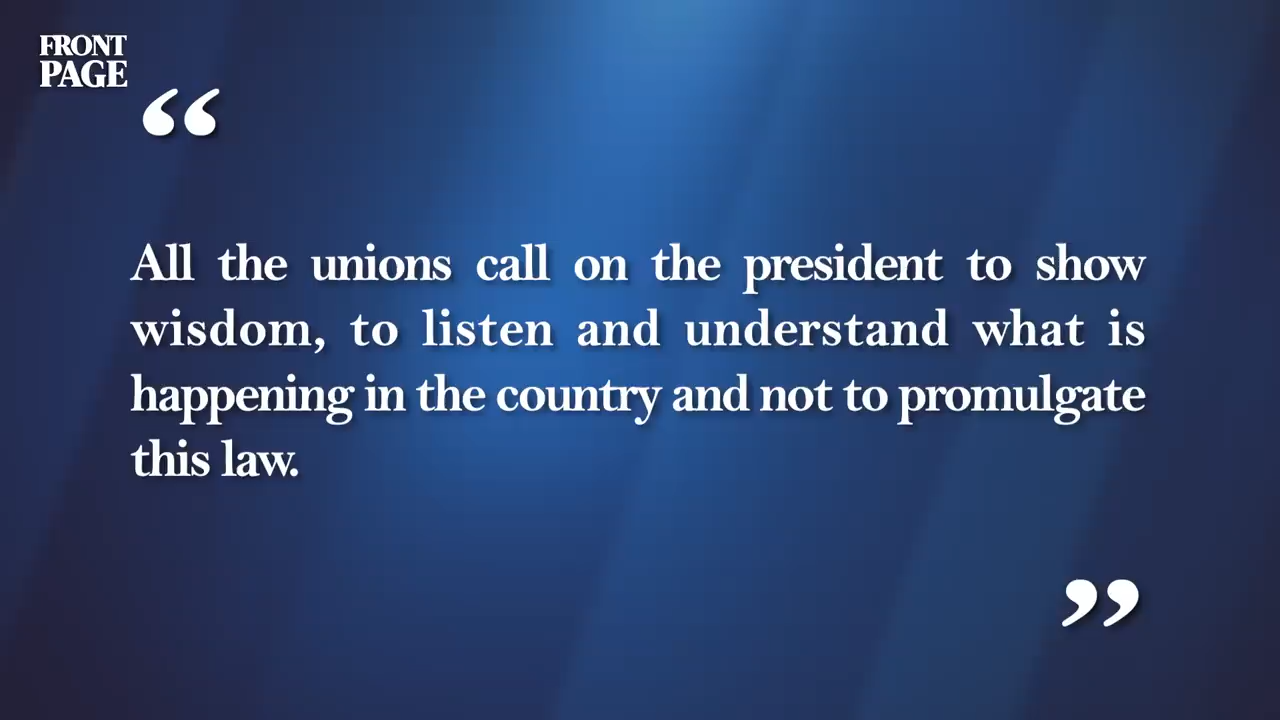 FRONT
PAGE
“
All the unions call on the president to show
wisdom, to listen and understand what is
happening in the country and not to promulgate
this law.
”